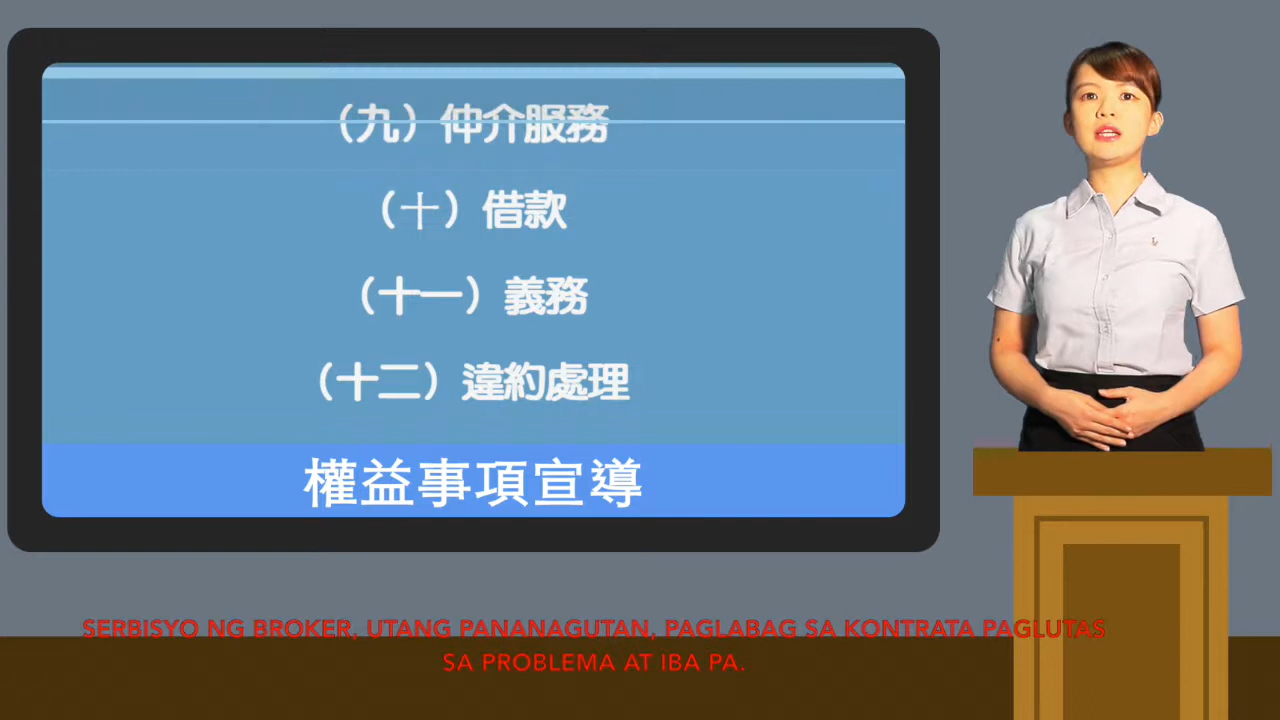 （九）仲介服務
（十）借款
（十一）義務
（十二）違約處理
權益事項宣導
SERBISYO NG BROKER, UTANG PANANAGUTAN, PAGLABAG SA KONTRATA PAGLUTAS
SA PROBLEMA AT IBA PA.